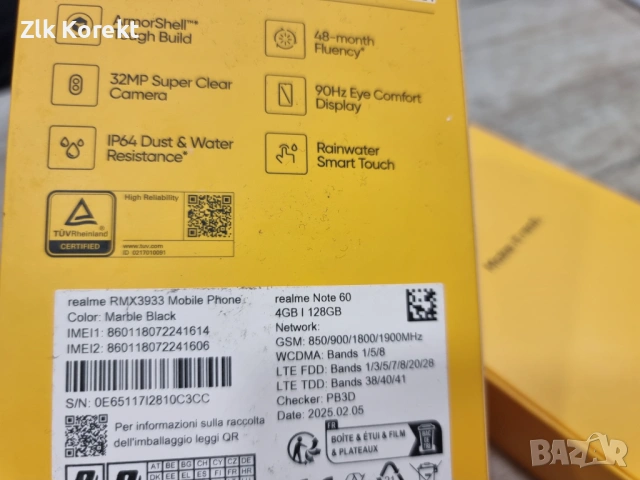 Zlk Korekt
ArmorShell™*
Tough Build
48-month
Fluency*
32MP Super Clear
Camera
90Hz Eye Comfort
Display
IP64 Dust & Water
Resistance*
Rainwater
Smart Touch
TÜVRheinland
CERTIFIED
High Reliability
www.tuv.com
ID 0217010001
realme RMX3933 Mobile Phone
Color: Marble Black
IMEI1: 860118072241614
IMEI2: 860118072241606
S/N: 0E65117I2810C3CC
realme Note 60
4GB | 128GB
Network:
GSM: 850/900/1800/1900MHz
WCDMA: Bands 1/5/8
LTE FDD: Bands 1/3/5/7/8/20/28
LTE TDD: Bands 38/40/41
Checker: PB3D
Date: 2025.02.05
Per informazioni sulla raccolta
dell'imballaggio leggi QR
FR
BOÎTE & ÉTUI & FILM
& PLATEAUX
AT BE BG CH CY CZ DE
DK EE EL ES FI FR HR
Make it real.
BAZAR